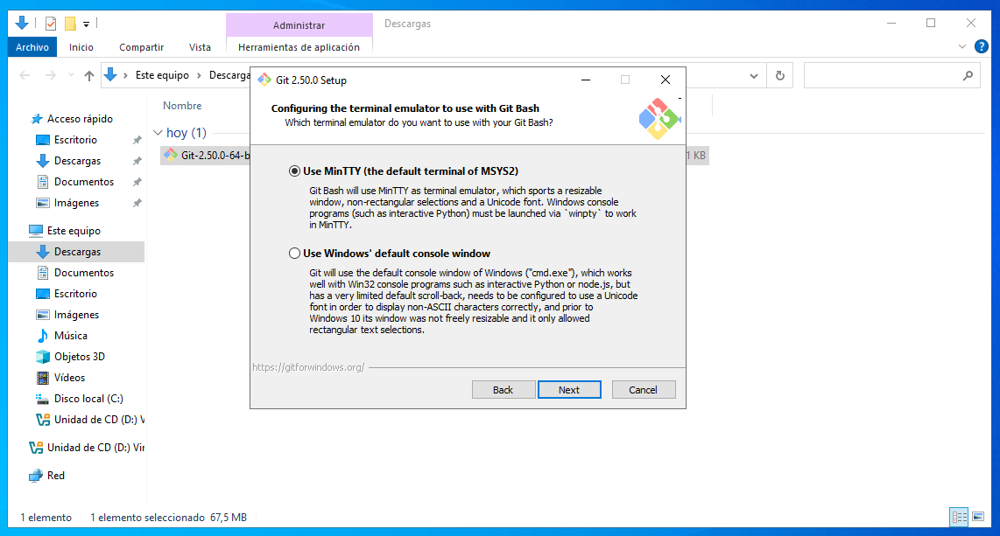 Administrar
Descargas
Archivo
Inicio
Compartir
Vista
Herramientas de aplicación
Este equipo
Nombre
hoy (1)
Git-2.50.0-64-b
KB
Acceso rápido
Escritorio
Descargas
Documentos
Imágenes
Este equipo
Descargas
Documentos
Escritorio
Imágenes
Música
Objetos 3D
Vídeos
Disco local (C:)
Unidad de CD (D:) V
Unidad de CD (D:) Vir
Red
1 elemento
1 elemento seleccionado 67,5 MB
Git 2.50.0 Setup
Configuring the terminal emulator to use with Git Bash
Which terminal emulator do you want to use with your Git Bash?
Use MinTTY (the default terminal of MSYS2)
Git Bash will use MinTTY as terminal emulator, which sports a resizable
window, non-rectangular selections and a Unicode font. Windows console
programs (such as interactive Python) must be launched via `winpty` to work
in MinTTY.
Use Windows' default console window
Git will use the default console window of Windows ("cmd.exe"), which works
well with Win32 console programs such as interactive Python or node.js, but
has a very limited default scroll-back, needs to be configured to use a Unicode
font in order to display non-ASCII characters correctly, and prior to
Windows 10 its window was not freely resizable and it only allowed
rectangular text selections.
https://gitforwindows.org/
Back
Next
Cancel